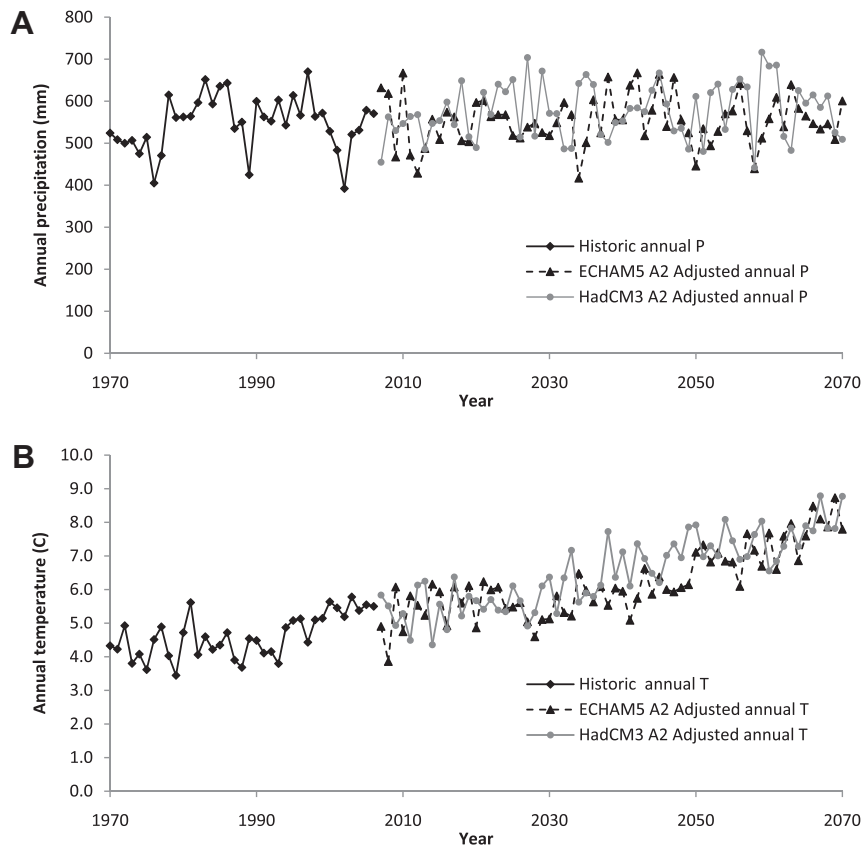 A
800
700
600
500
400
300
200
100
0
Annual precipitation (mm)
Historic annual P
ECHAM5 A2 Adjusted annual P
HadCM3 A2 Adjusted annual P
1970 1990 2010 2030 2050 2070
Year
B
10.0
9.0
8.0
7.0
6.0
5.0
4.0
3.0
2.0
1.0
0.0
Annual temperature (C)
Historic annual T
ECHAM5 A2 Adjusted annual T
HadCM3 A2 Adjusted annual T
1970 1990 2010 2030 2050 2070
Year